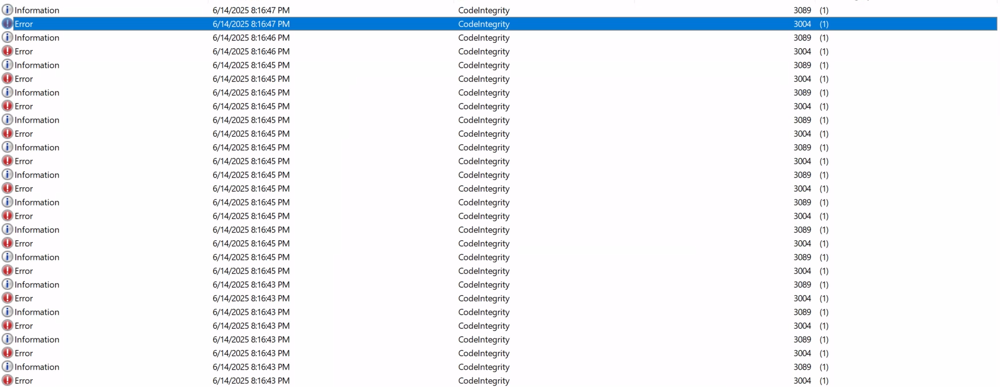 Information 6/14/2025 8:16:47 PM CodeIntegrity 3089 (1)
Error 6/14/2025 8:16:47 PM CodeIntegrity 3004 (1)
Information 6/14/2025 8:16:46 PM CodeIntegrity 3089 (1)
Error 6/14/2025 8:16:46 PM CodeIntegrity 3004 (1)
Information 6/14/2025 8:16:45 PM CodeIntegrity 3089 (1)
Error 6/14/2025 8:16:45 PM CodeIntegrity 3004 (1)
Information 6/14/2025 8:16:45 PM CodeIntegrity 3089 (1)
Error 6/14/2025 8:16:45 PM CodeIntegrity 3004 (1)
Information 6/14/2025 8:16:45 PM CodeIntegrity 3089 (1)
Error 6/14/2025 8:16:45 PM CodeIntegrity 3004 (1)
Information 6/14/2025 8:16:45 PM CodeIntegrity 3089 (1)
Error 6/14/2025 8:16:45 PM CodeIntegrity 3004 (1)
Information 6/14/2025 8:16:45 PM CodeIntegrity 3089 (1)
Error 6/14/2025 8:16:45 PM CodeIntegrity 3004 (1)
Information 6/14/2025 8:16:45 PM CodeIntegrity 3089 (1)
Error 6/14/2025 8:16:45 PM CodeIntegrity 3004 (1)
Information 6/14/2025 8:16:45 PM CodeIntegrity 3089 (1)
Error 6/14/2025 8:16:45 PM CodeIntegrity 3004 (1)
Information 6/14/2025 8:16:45 PM CodeIntegrity 3089 (1)
Error 6/14/2025 8:16:45 PM CodeIntegrity 3004 (1)
Information 6/14/2025 8:16:43 PM CodeIntegrity 3089 (1)
Error 6/14/2025 8:16:43 PM CodeIntegrity 3004 (1)
Information 6/14/2025 8:16:43 PM CodeIntegrity 3089 (1)
Error 6/14/2025 8:16:43 PM CodeIntegrity 3004 (1)
Information 6/14/2025 8:16:43 PM CodeIntegrity 3089 (1)
Error 6/14/2025 8:16:43 PM CodeIntegrity 3004 (1)
Information 6/14/2025 8:16:43 PM CodeIntegrity 3089 (1)
Error 6/14/2025 8:16:43 PM CodeIntegrity 3004 (1)